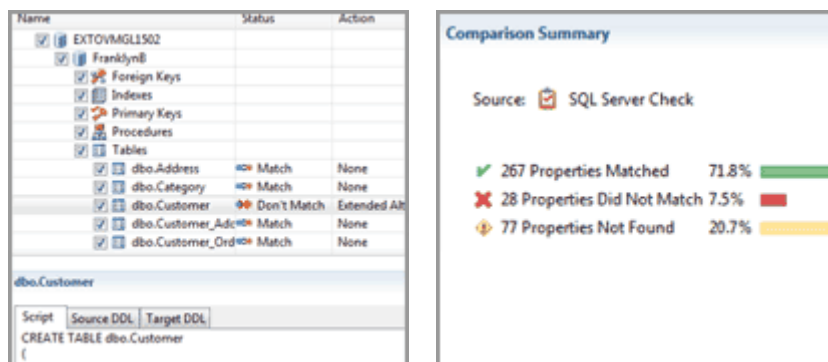 Name Status Action
EXTOVMGL1502
FranklynB
Foreign Keys
Indexes
Primary Keys
Procedures
Tables
dbo.Address Match None
dbo.Category Match None
dbo.Customer Don't Match Extended Alt
dbo.Customer_Adc Match None
dbo.Customer_Ord Match None
dbo.Customer
Script Source DDL Target DDL
CREATE TABLE dbo.Customer
(
Comparison Summary
Source: SQL Server Check
267 Properties Matched 71.8%
28 Properties Did Not Match 7.5%
77 Properties Not Found 20.7%